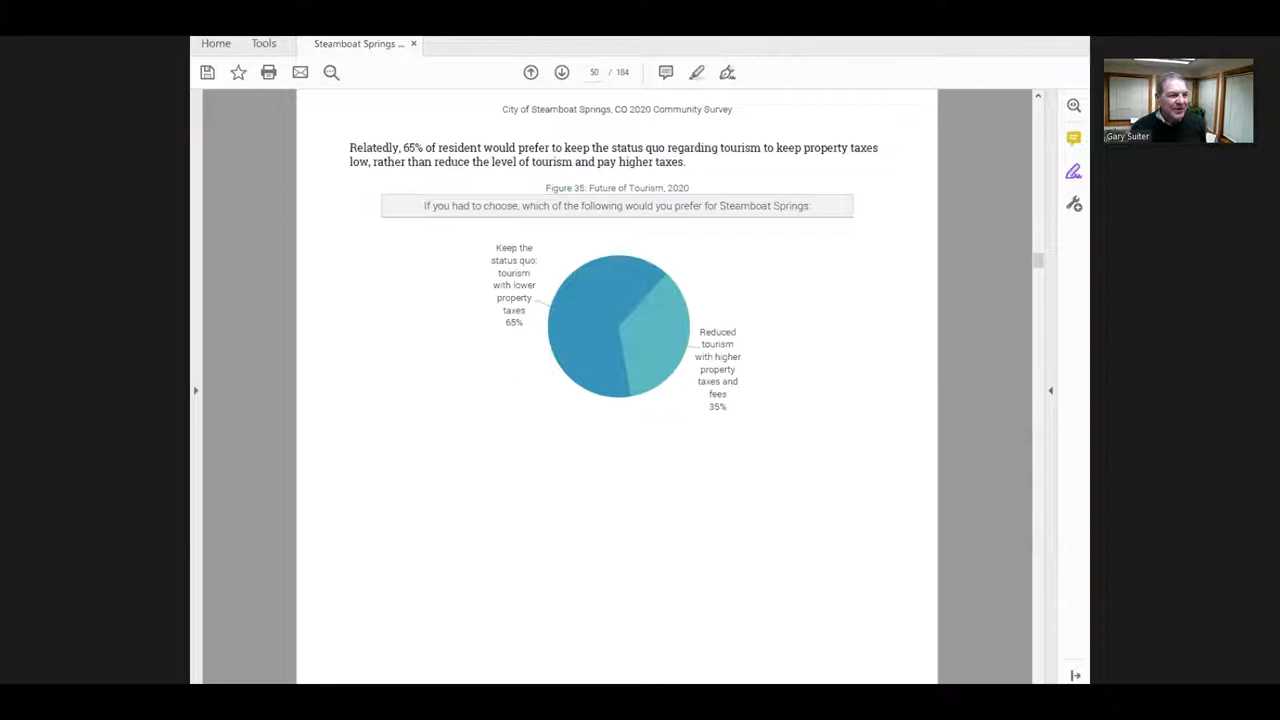 Home
Tools
Steamboat Springs ... ×
50 / 184
Gary Suiter
City of Steamboat Springs, CO 2020 Community Survey
Relatedly, 65% of resident would prefer to keep the status quo regarding tourism to keep property taxes
low, rather than reduce the level of tourism and pay higher taxes.
Figure 35. Future of Tourism, 2020
If you had to choose, which of the following would you prefer for Steamboat Springs:
Keep the
status quo:
tourism
with lower
property
taxes
65%
Reduced
tourism
with higher
property
taxes and
fees
35%